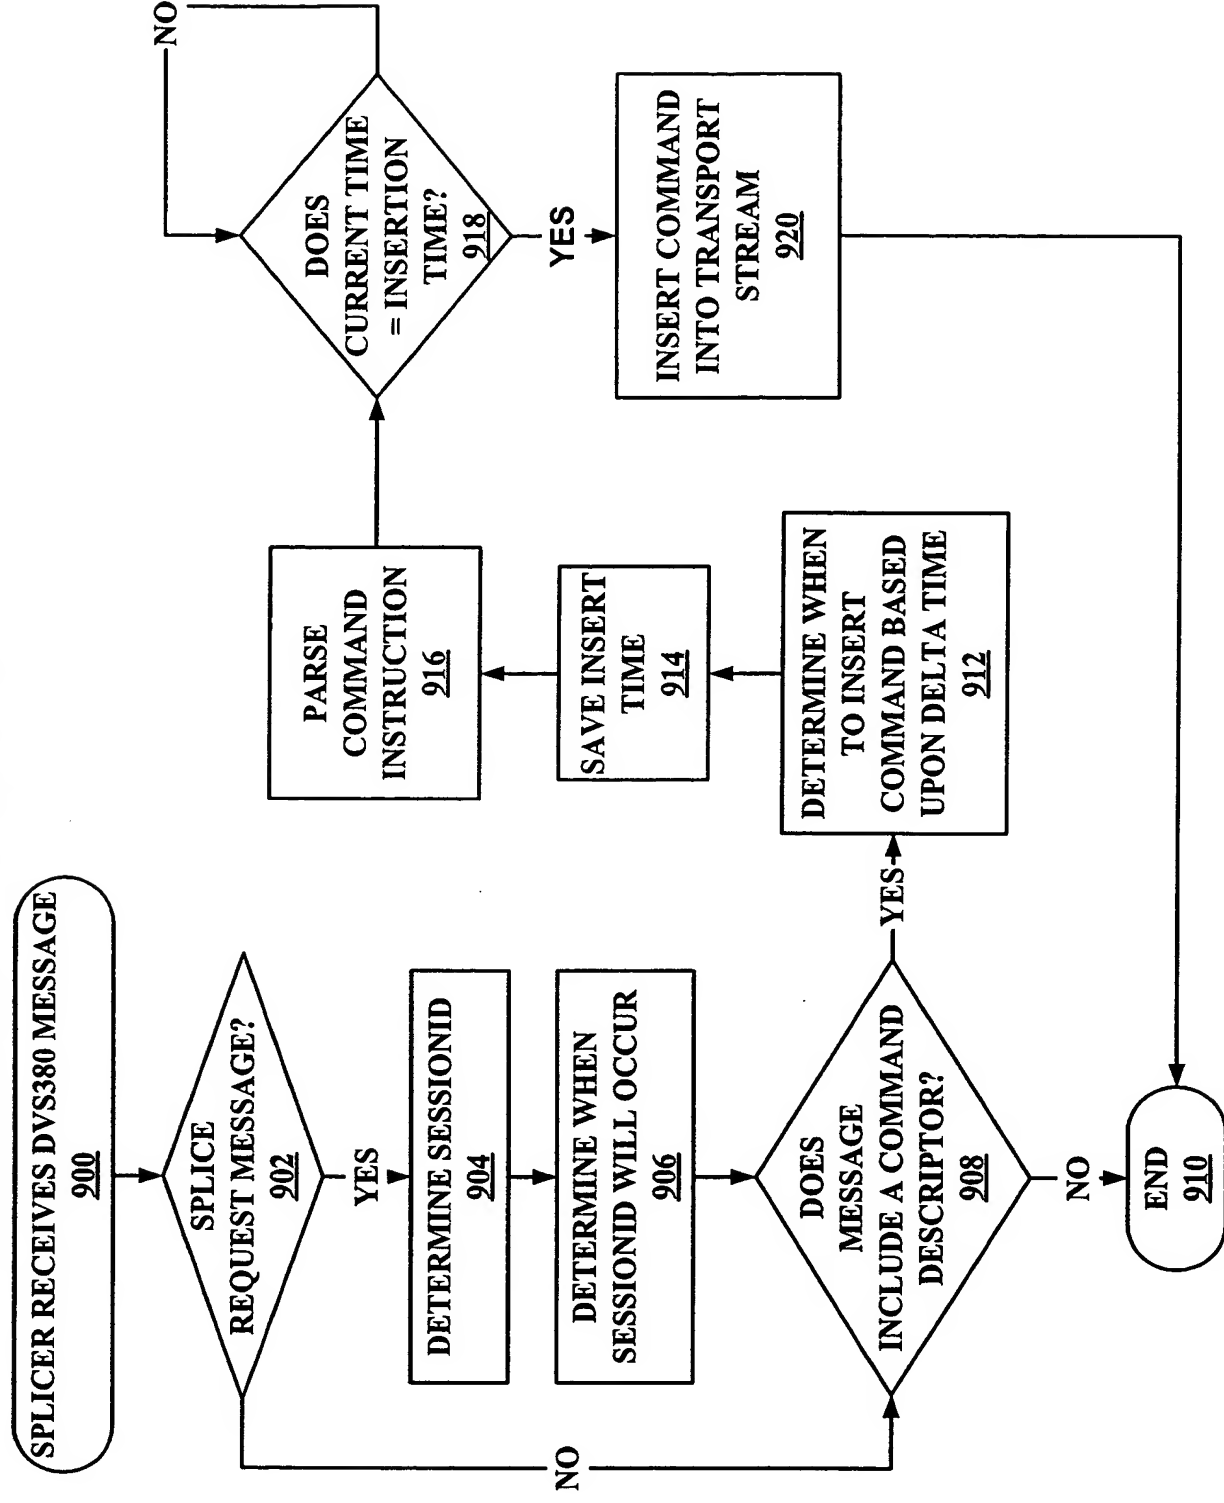 SPLICER RECEIVES DVS380 MESSAGE
900
SPLICE
REQUEST MESSAGE?
902
YES
NO
DETERMINE SESSIONID
904
DETERMINE WHEN
SESSIONID WILL OCCUR
906
DOES
MESSAGE
INCLUDE A COMMAND
DESCRIPTOR?
908
NO
END
910
YES
DETERMINE WHEN
TO INSERT
COMMAND BASED
UPON DELTA TIME
912
SAVE INSERT
TIME
914
PARSE
COMMAND
INSTRUCTION
916
DOES
CURRENT TIME
= INSERTION
TIME?
918
NO
YES
INSERT COMMAND
INTO TRANSPORT
STREAM
920